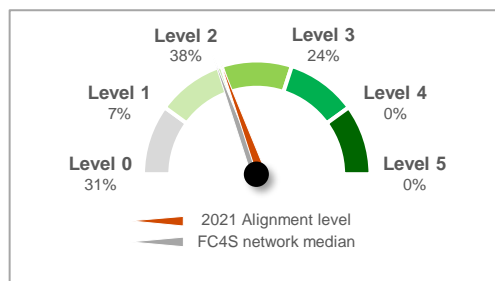 Level 2
38%
Level 3
24%
Level 1
7%
Level 4
0%
Level 0
31%
Level 5
0%
2021 Alignment level
FC4S network median